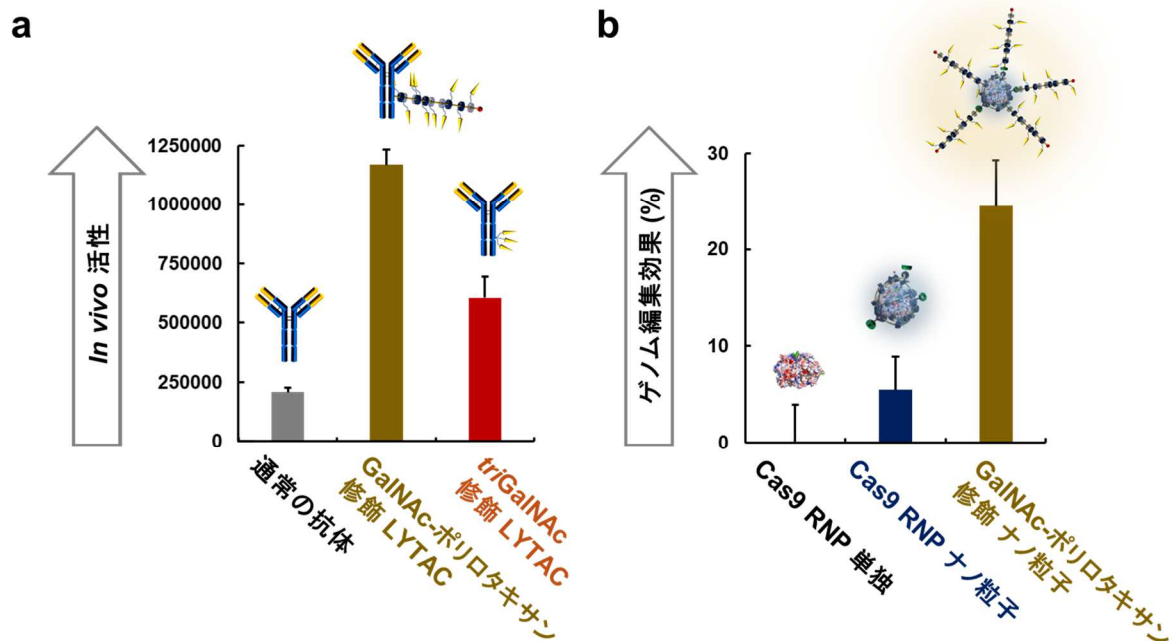 a
In vivo 活性
1250000
1000000
750000
500000
250000
0
通常の抗体
GalNAc-ポリロタキサン
修飾 LYTAC
triGalNAc
修飾 LYTAC
b
ゲノム編集効果 (%)
30
20
10
0
Cas9 RNP 単独
Cas9 RNP ナノ粒子
GalNAc-ポリロタキサン
修飾 ナノ粒子